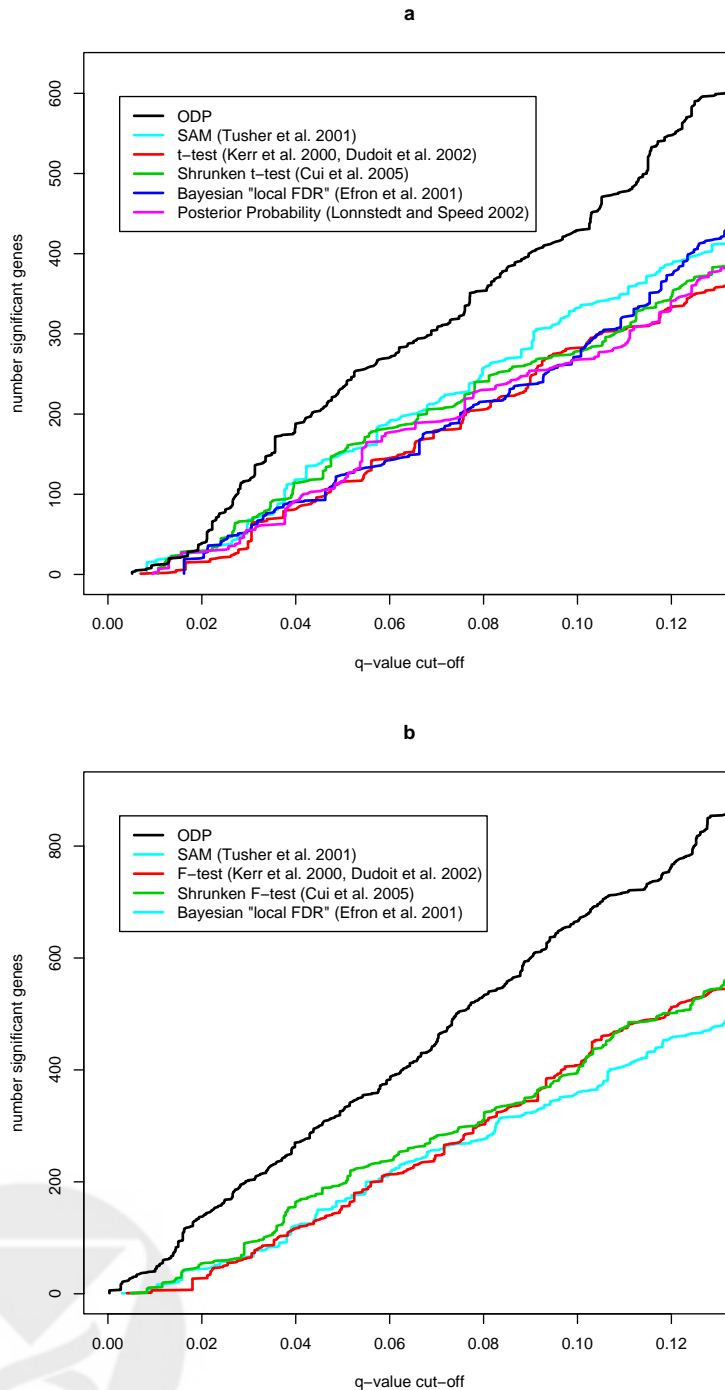 a
600
500
400
300
200
100
0
number significant genes
ODP
SAM (Tusher et al. 2001)
t−test (Kerr et al. 2000, Dudoit et al. 2002)
Shrunken t−test (Cui et al. 2005)
Bayesian "local FDR" (Efron et al. 2001)
Posterior Probability (Lonnstedt and Speed 2002)
0.00 0.02 0.04 0.06 0.08 0.10 0.12
q−value cut−off
b
800
600
400
200
0
number significant genes
ODP
SAM (Tusher et al. 2001)
F−test (Kerr et al. 2000, Dudoit et al. 2002)
Shrunken F−test (Cui et al. 2005)
Bayesian "local FDR" (Efron et al. 2001)
0.00 0.02 0.04 0.06 0.08 0.10 0.12
q−value cut−off